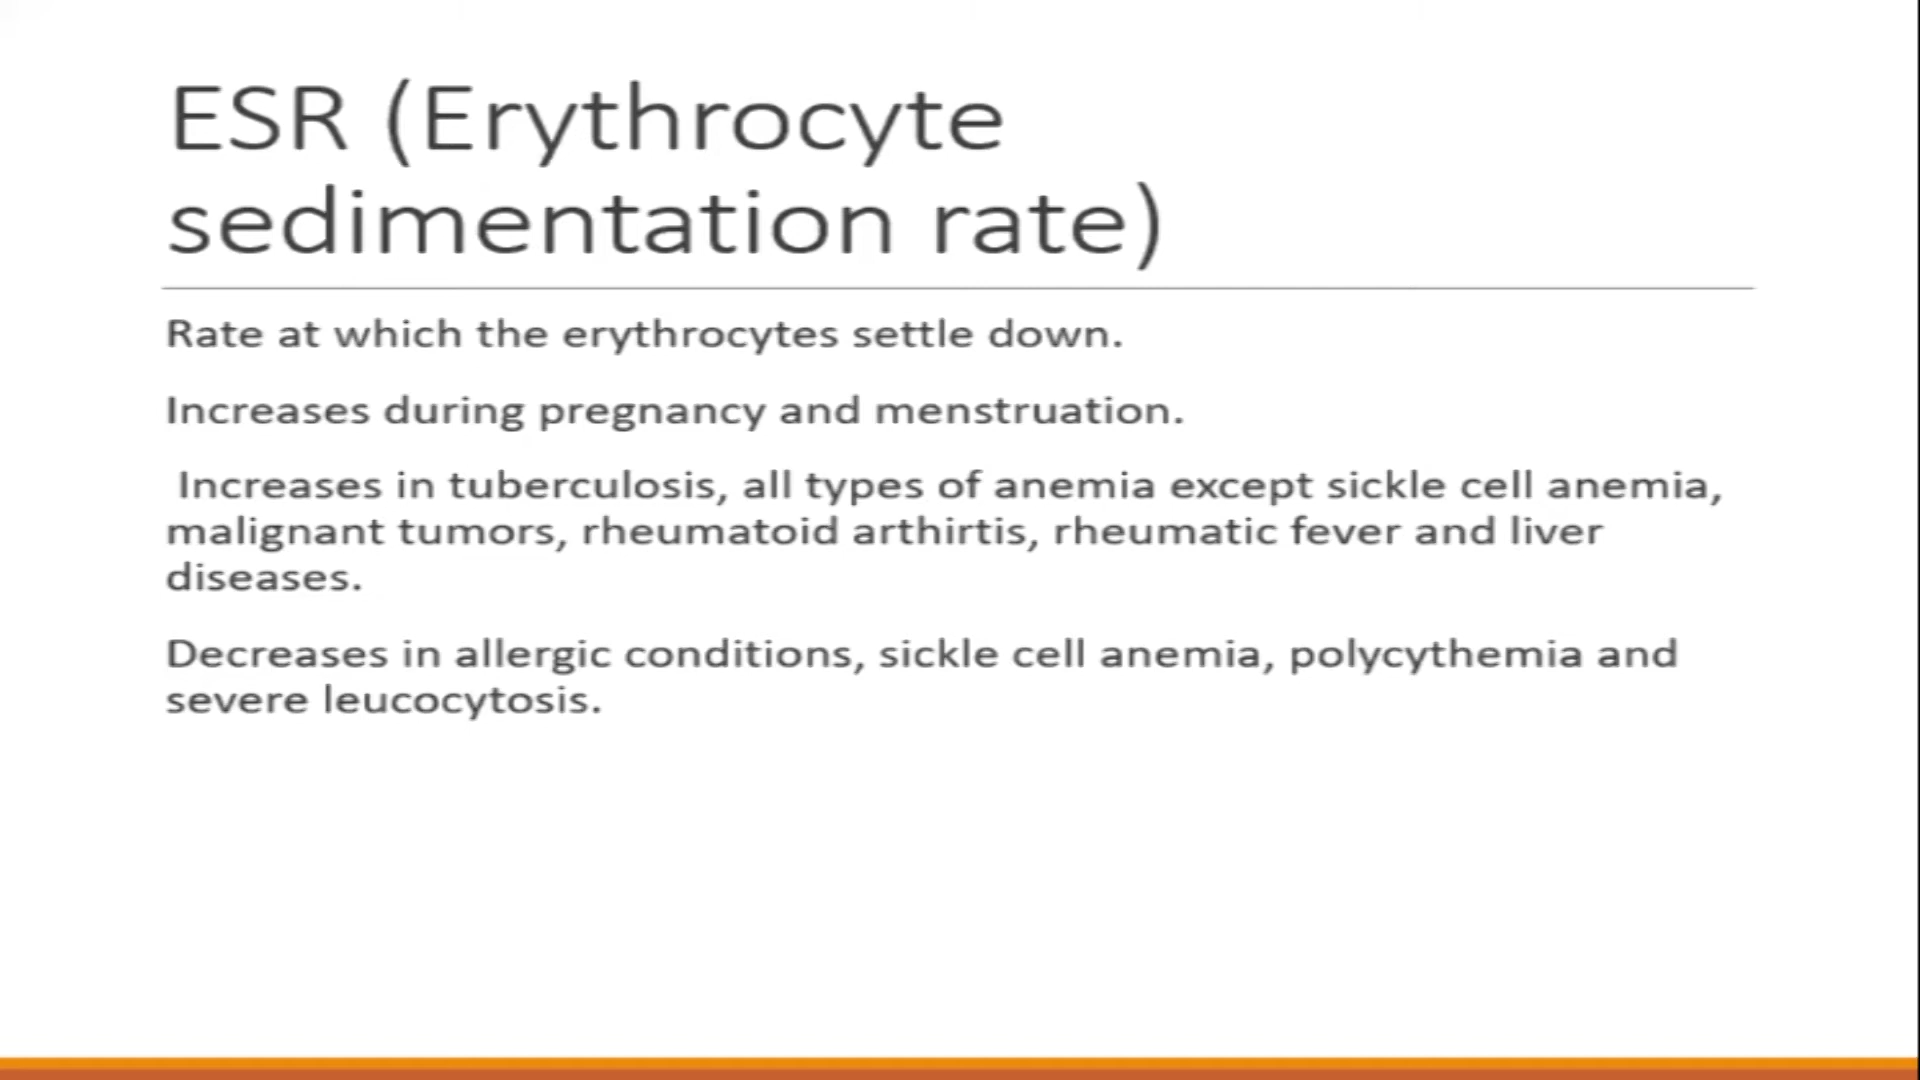 ESR (Erythrocyte
sedimentation rate)
Rate at which the erythrocytes settle down.
Increases during pregnancy and menstruation.
Increases in tuberculosis, all types of anemia except sickle cell anemia,
malignant tumors, rheumatoid arthirtis, rheumatic fever and liver
diseases.
Decreases in allergic conditions, sickle cell anemia, polycythemia and
severe leucocytosis.